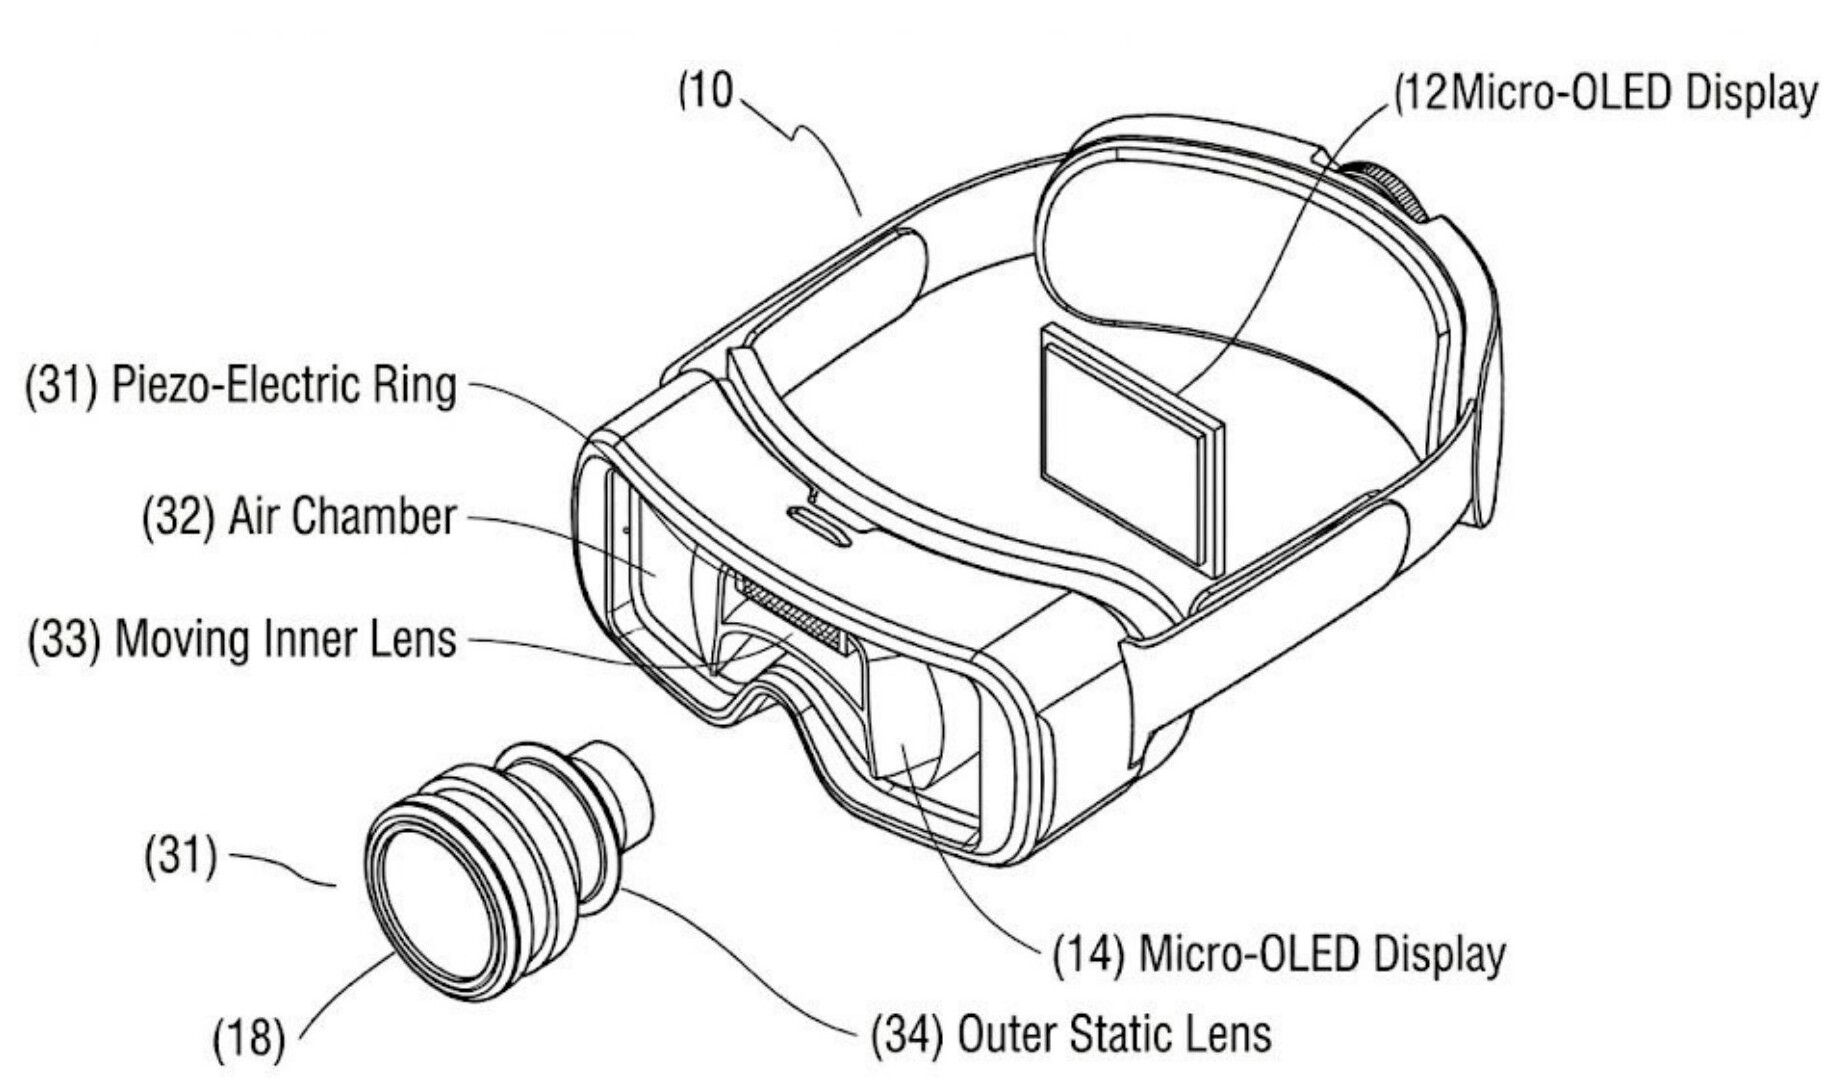 (10
(12Micro-OLED Display
(31) Piezo-Electric Ring
(32) Air Chamber
(33) Moving Inner Lens
(31)
(14) Micro-OLED Display
(18)
(34) Outer Static Lens